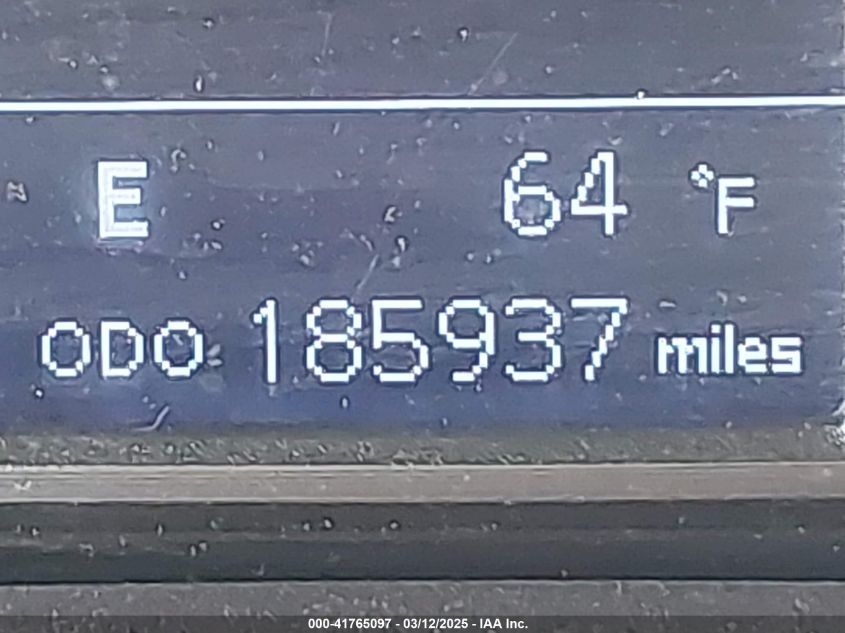 E 64 °F
ODO 185937 miles
000-41765097 - 03/12/2025 - IAA Inc.